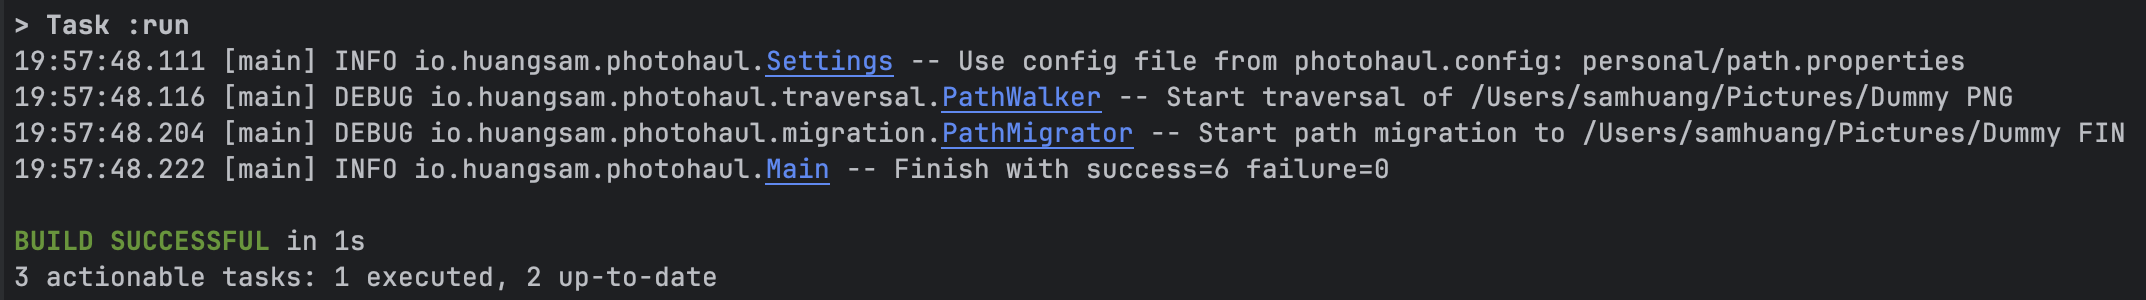 > Task :run
19:57:48.111 [main] INFO io.huangsam.photohaul.Settings -- Use config file from photohaul.config: personal/path.properties
19:57:48.116 [main] DEBUG io.huangsam.photohaul.traversal.PathWalker -- Start traversal of /Users/samhuang/Pictures/Dummy PNG
19:57:48.204 [main] DEBUG io.huangsam.photohaul.migration.PathMigrator -- Start path migration to /Users/samhuang/Pictures/Dummy FIN
19:57:48.222 [main] INFO io.huangsam.photohaul.Main -- Finish with success=6 failure=0
BUILD SUCCESSFUL in 1s
3 actionable tasks: 1 executed, 2 up-to-date